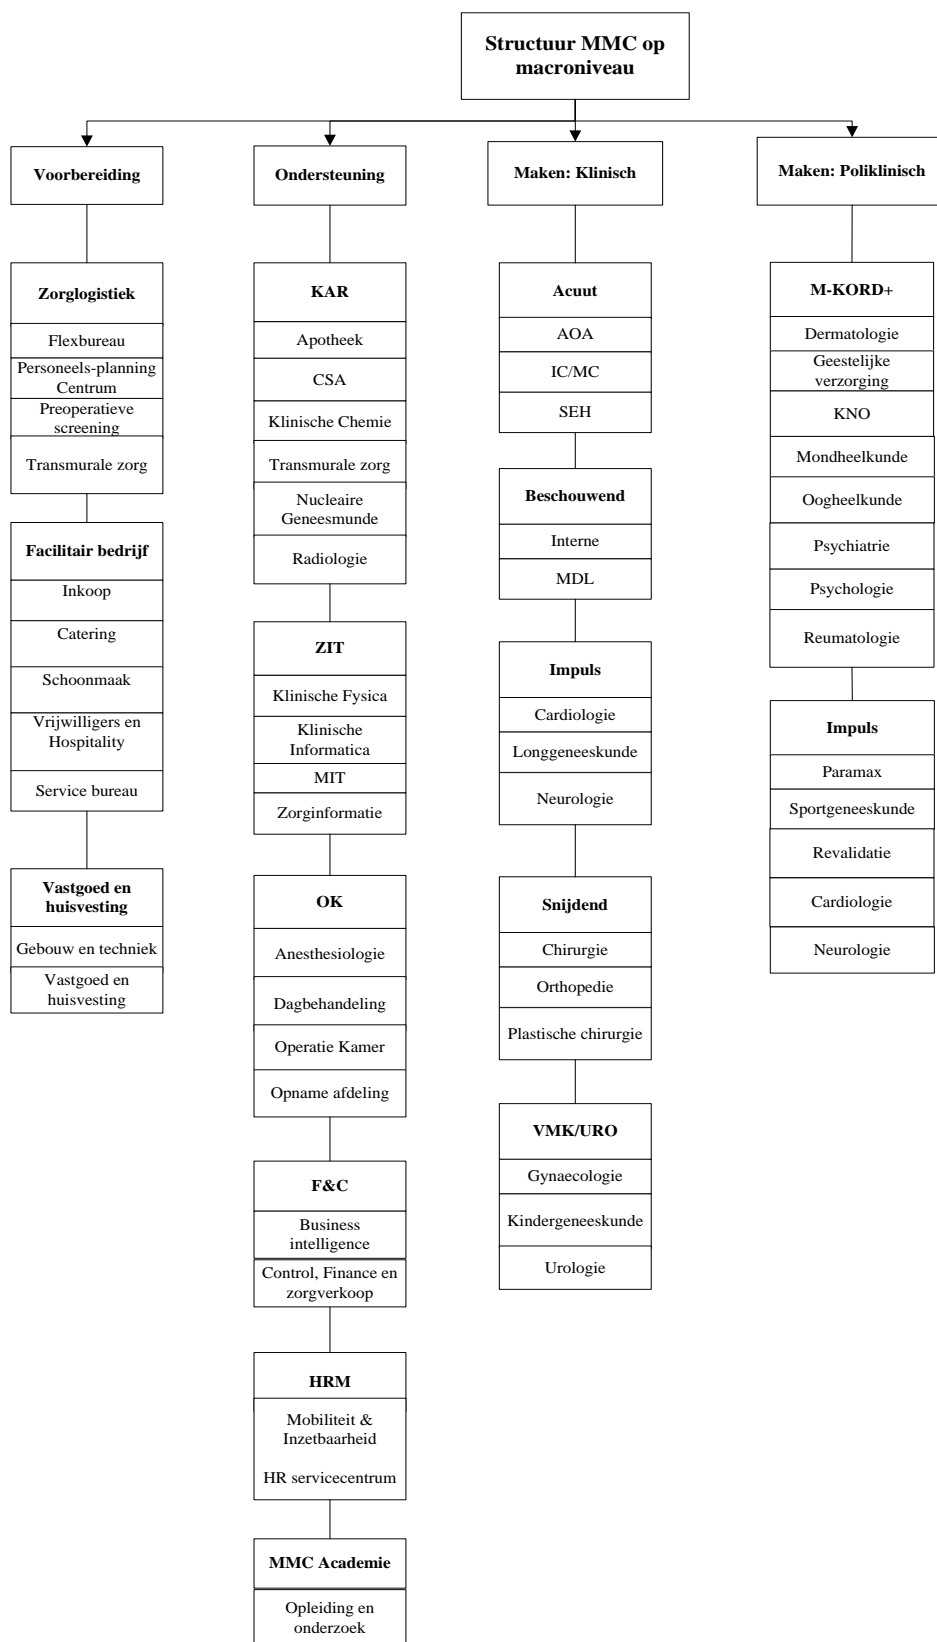 Structuur MMC op
macroniveau
Voorbereiding
Zorglogistiek
Flexbureau
Personeels-planning
Centrum
Preoperatieve
screening
Transmurale zorg
Facilitair bedrijf
Inkoop
Catering
Schoonmaak
Vrijwilligers en
Hospitality
Service bureau
Vastgoed en
huisvesting
Gebouw en techniek
Vastgoed en
huisvesting
Ondersteuning
KAR
Apotheek
CSA
Klinische Chemie
Transmurale zorg
Nucleaire
Geneesmunde
Radiologie
ZIT
Klinische Fysica
Klinische
Informatica
MIT
Zorginformatie
OK
Anesthesiologie
Dagbehandeling
Operatie Kamer
Opname afdeling
F&C
Business
intelligence
Control, Finance en
zorgverkoop
HRM
Mobiliteit &
Inzetbaarheid
HR servicecentrum
MMC Academie
Opleiding en
onderzoek
Maken: Klinisch
Acuut
AOA
IC/MC
SEH
Beschouwend
Interne
MDL
Impuls
Cardiologie
Longgeneeskunde
Neurologie
Snijdend
Chirurgie
Orthopedie
Plastische chirurgie
VMK/URO
Gynaecologie
Kindergeneeskunde
Urologie
Maken: Poliklinisch
M-KORD+
Dermatologie
Geestelijke
verzorging
KNO
Mondheelkunde
Oogheelkunde
Psychiatrie
Psychologie
Reumatologie
Impuls
Paramax
Sportgeneeskunde
Revalidatie
Cardiologie
Neurologie